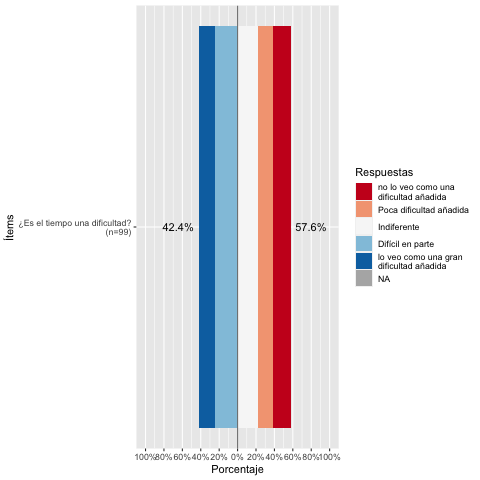 Ítems
¿Es el tiempo una dificultad?
(n=99)
42.4%
57.6%
100%80%60%40%20% 0% 20%40%60%80%100%
Porcentaje
Respuestas
no lo veo como una
dificultad añadida
Poca dificultad añadida
Indiferente
Difícil en parte
lo veo como una gran
dificultad añadida
NA